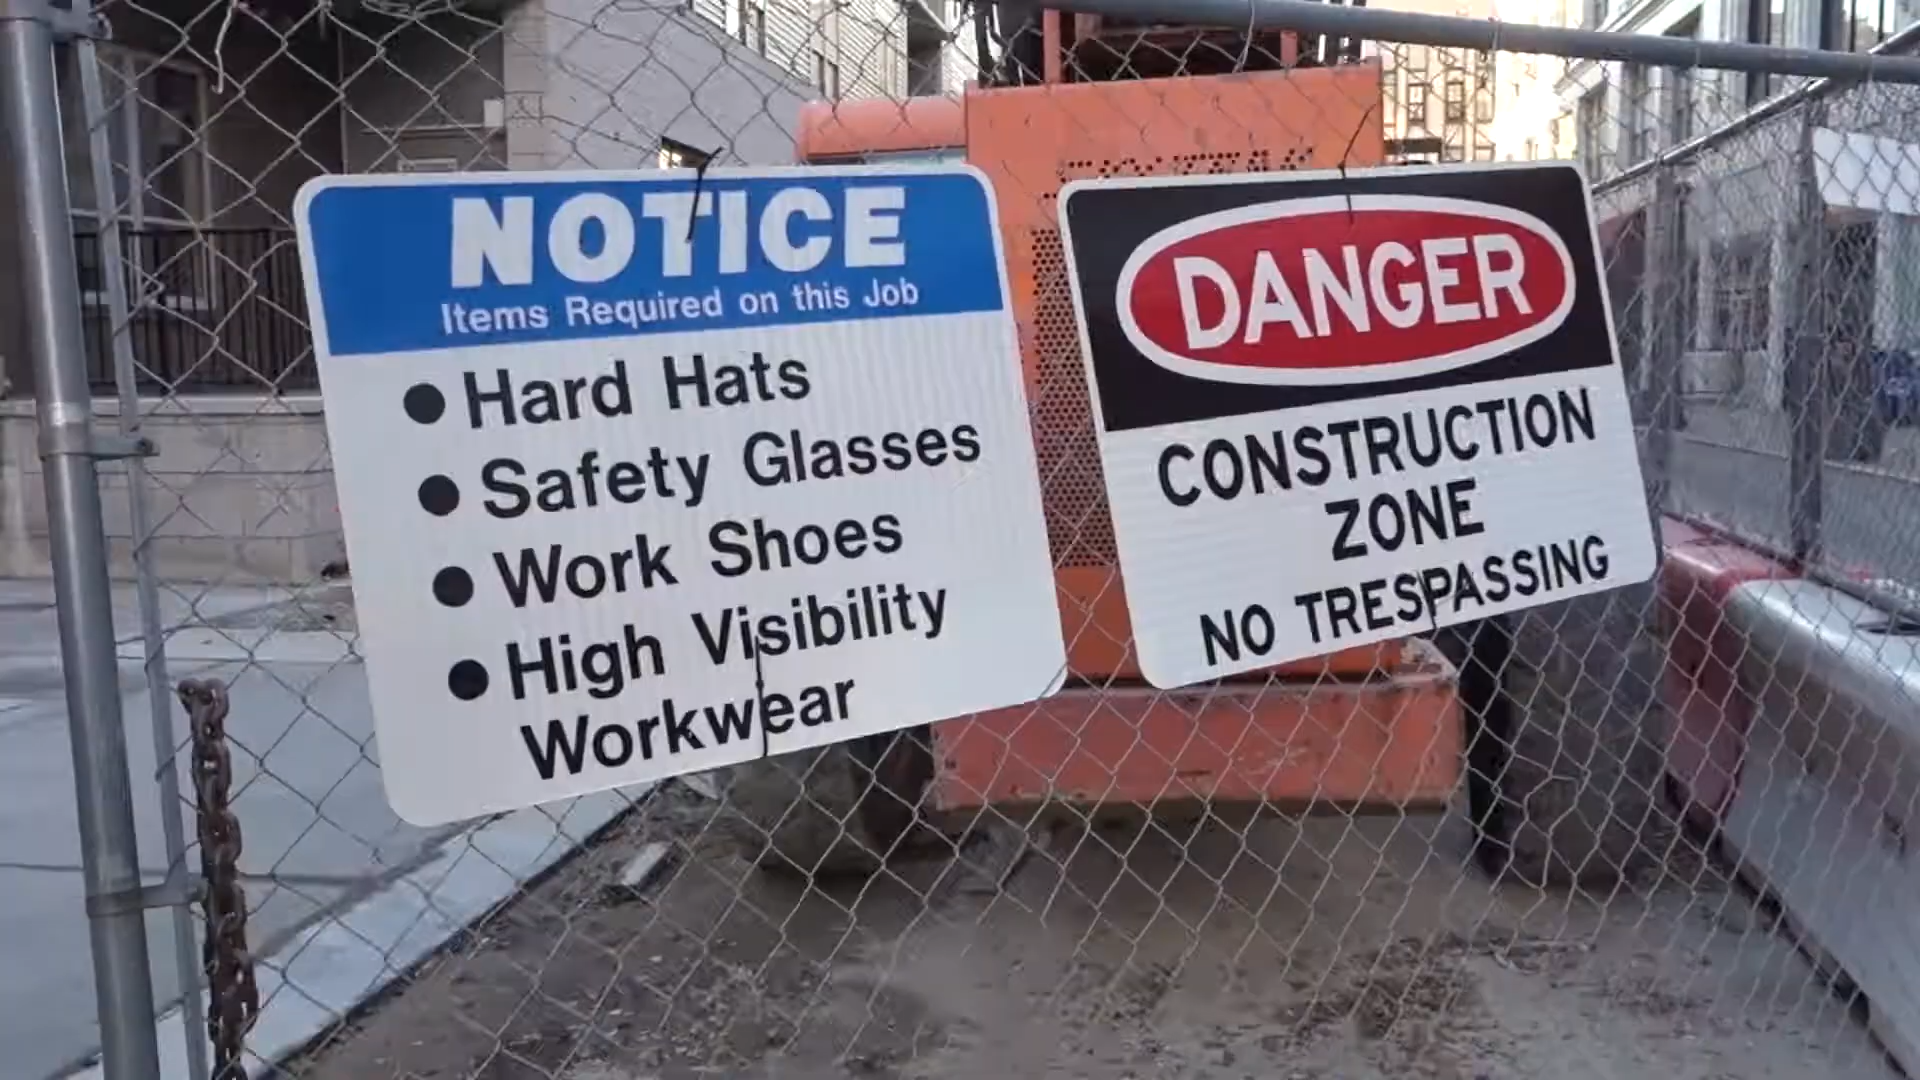 NOTICE
Items Required on this Job
● Hard Hats
● Safety Glasses
● Work Shoes
● High Visibility
Workwear
DANGER
CONSTRUCTION
ZONE
NO TRESPASSING